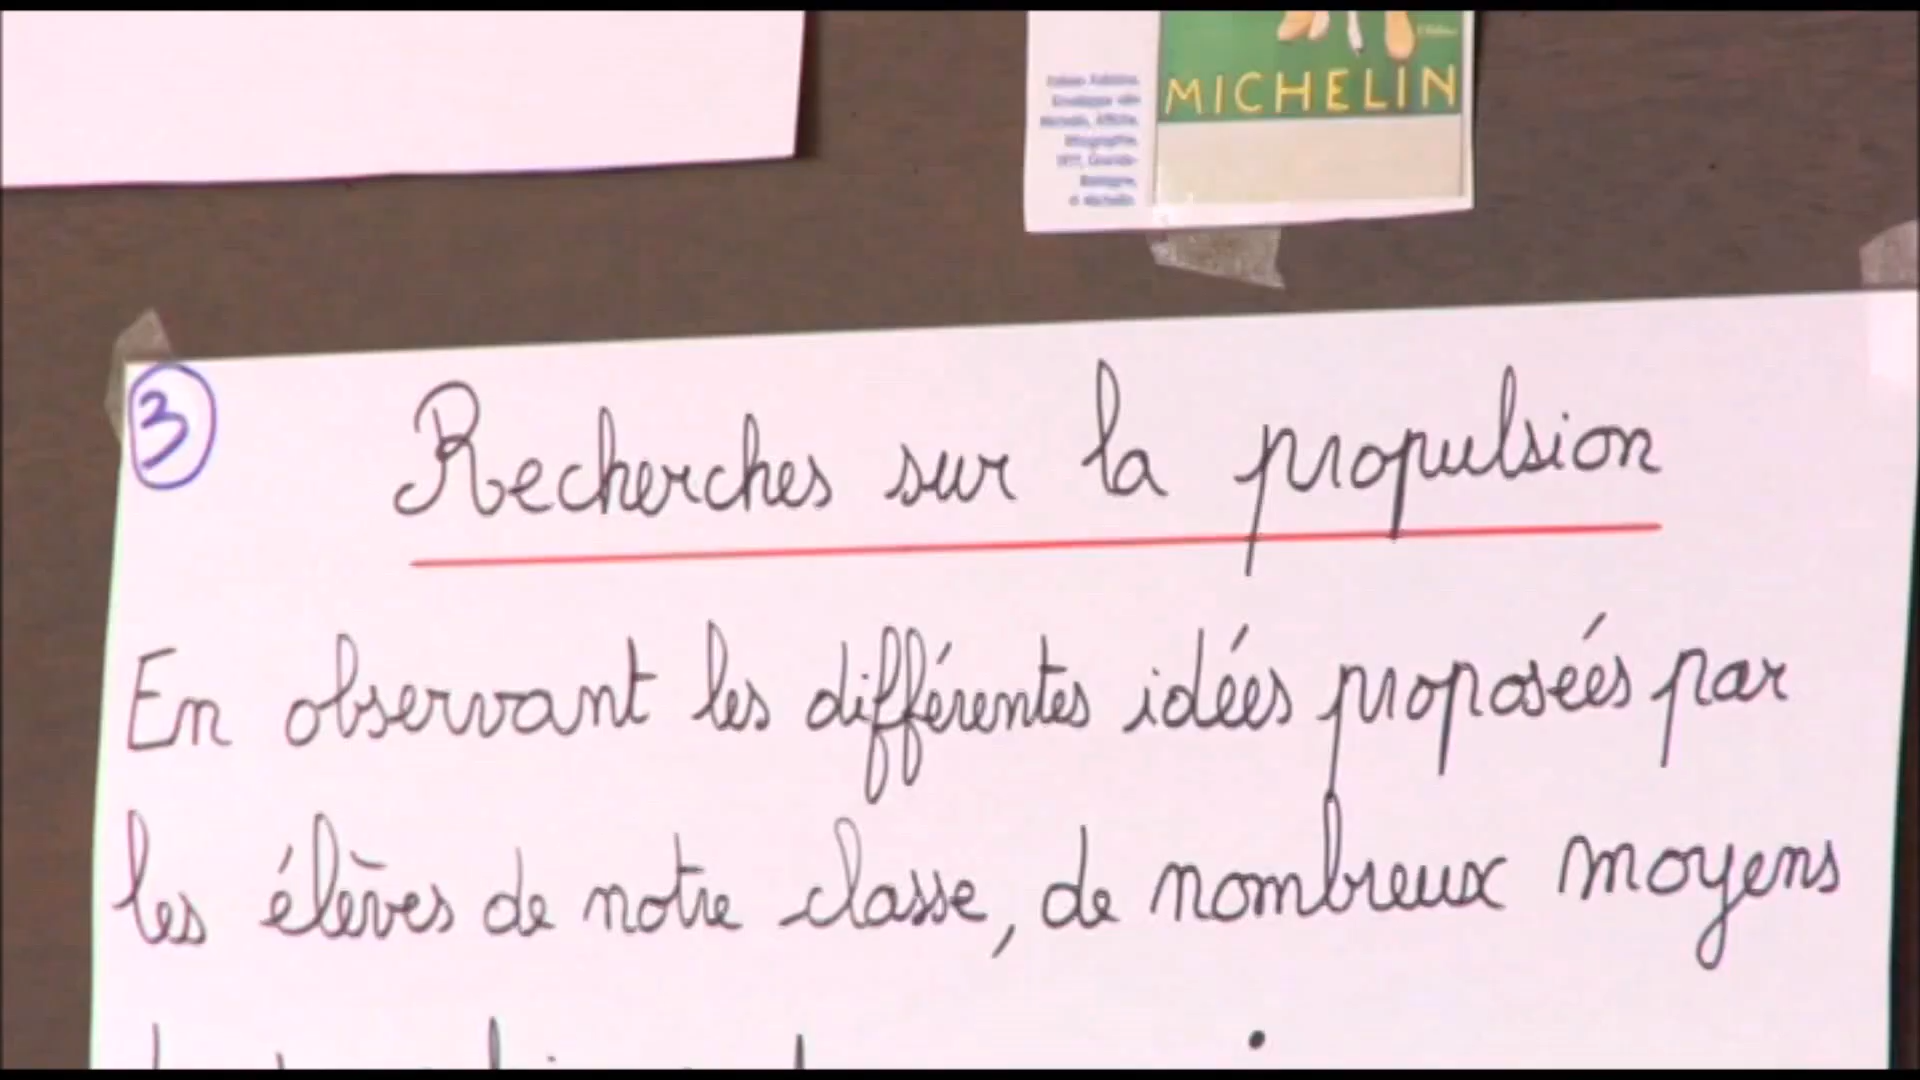 MICHELIN
3
Recherches sur la propulsion
En observant les différentes idées proposées par
les élèves de notre classe, de nombreux moyens